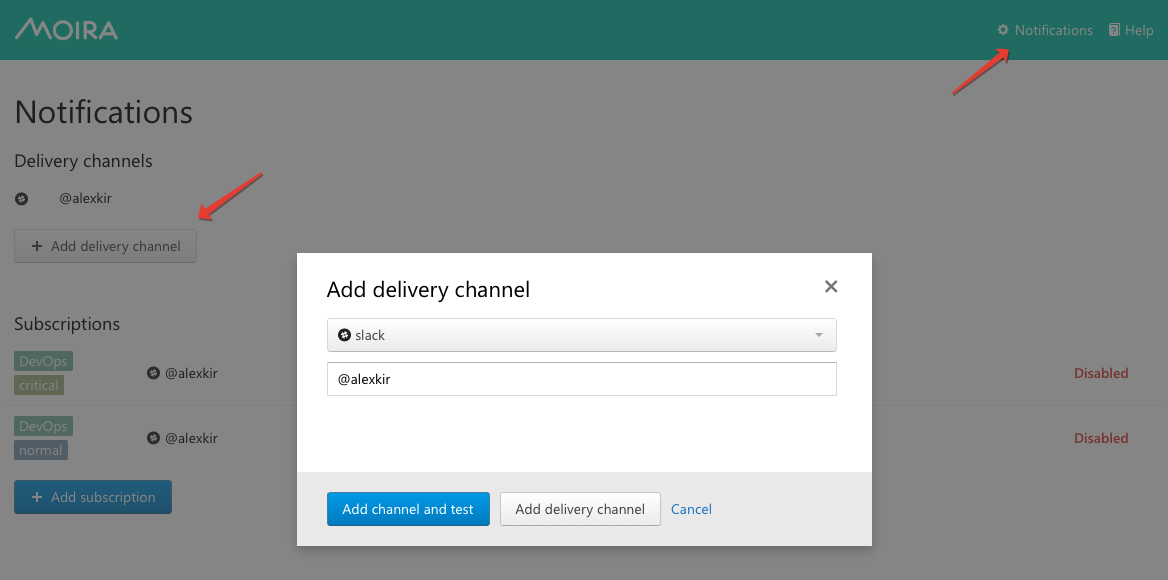 MOIRA
Notifications Help
Notifications
Delivery channels
@alexkir
+ Add delivery channel
Add delivery channel ×
slack
@alexkir
Add channel and test Add delivery channel Cancel
Subscriptions
DevOps
critical
@alexkir Disabled
DevOps
normal
@alexkir Disabled
+ Add subscription